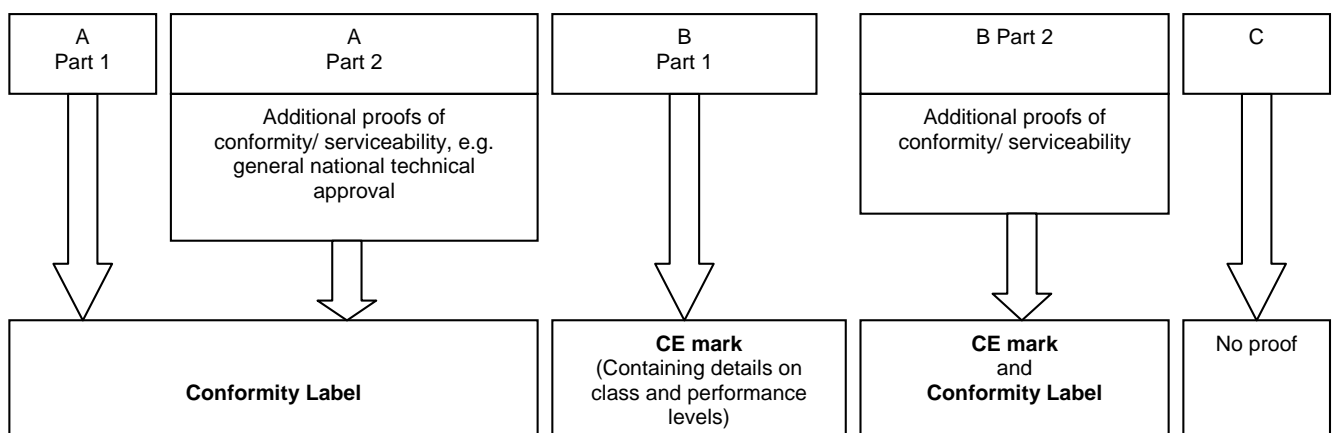 A
Part 1
A
Part 2
B
Part 1
B Part 2
C
Additional proofs of
conformity/ serviceability, e.g.
general national technical
approval
Additional proofs of
conformity/ serviceability
Conformity Label
CE mark
(Containing details on
class and performance
levels)
CE mark
and
Conformity Label
No proof